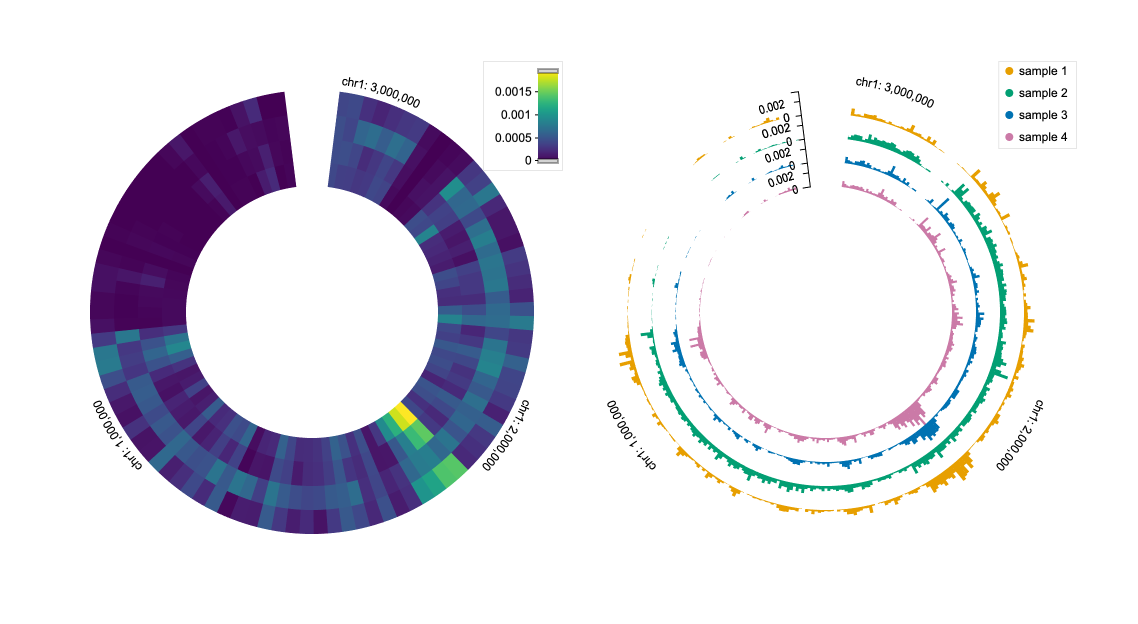 chr1: 3,000,000
0.0015
0.001
0.0005
0
chr1: 2,000,000
chr1: 1,000,000
0.002
0
0.002
0
0.002
0
0.002
0
chr1: 3,000,000
sample 1
sample 2
sample 3
sample 4
chr1: 2,000,000
chr1: 1,000,000